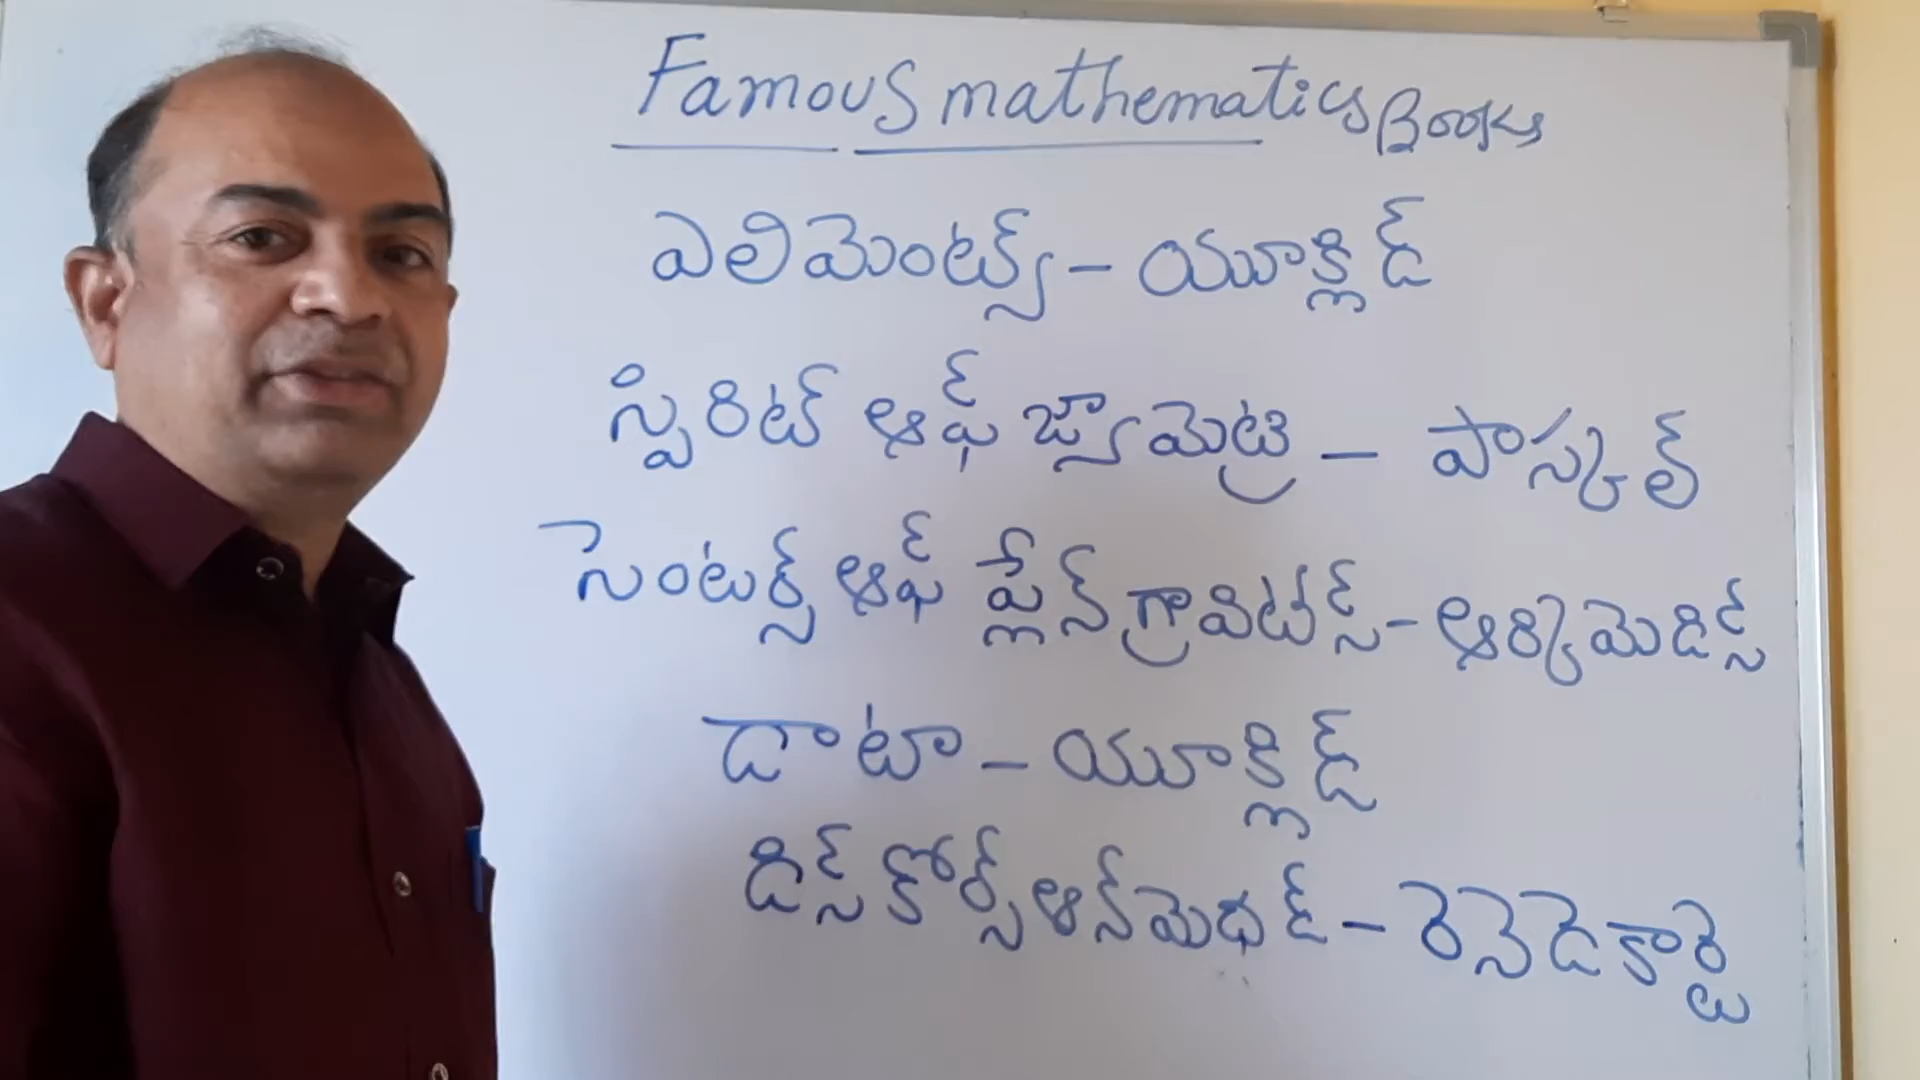 Famous mathematics Books
ఎలిమెంట్స్ - యూక్లిడ్
స్పిరిట్ ఆఫ్ జ్వామెట్రి - పాస్కల్
సెంటర్స్ ఆఫ్ ప్లేన్ గ్రావిటీస్ - ఆర్కిమెడిస్
డాటా - యూక్లిడ్
డిస్కోర్స్ ఆన్ మెథడ్ - రెనెడెకార్టె